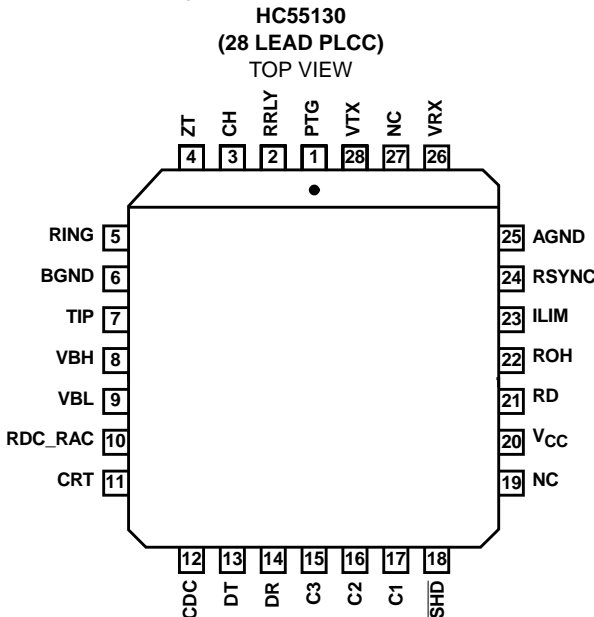 HC55130
(28 LEAD PLCC)
TOP VIEW
ZT
CH
RRLY
PTG
VTX
NC
VRX
4
3
2
1
28
27
26
RING 5
BGND 6
TIP 7
VBH 8
VBL 9
RDC_RAC 10
CRT 11
25 AGND
24 RSYNC
23 ILIM
22 ROH
21 RD
20 VCC
19 NC
12
13
14
15
16
17
18
CDC
DT
DR
C3
C2
C1
SHD